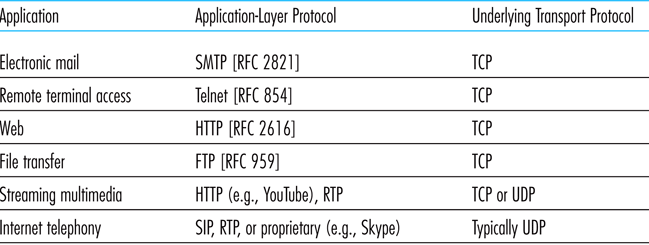 Application Application-Layer Protocol Underlying Transport Protocol
Electronic mail SMTP [RFC 2821] TCP
Remote terminal access Telnet [RFC 854] TCP
Web HTTP [RFC 2616] TCP
File transfer FTP [RFC 959] TCP
Streaming multimedia HTTP (e.g., YouTube), RTP TCP or UDP
Internet telephony SIP, RTP, or proprietary (e.g., Skype) Typically UDP